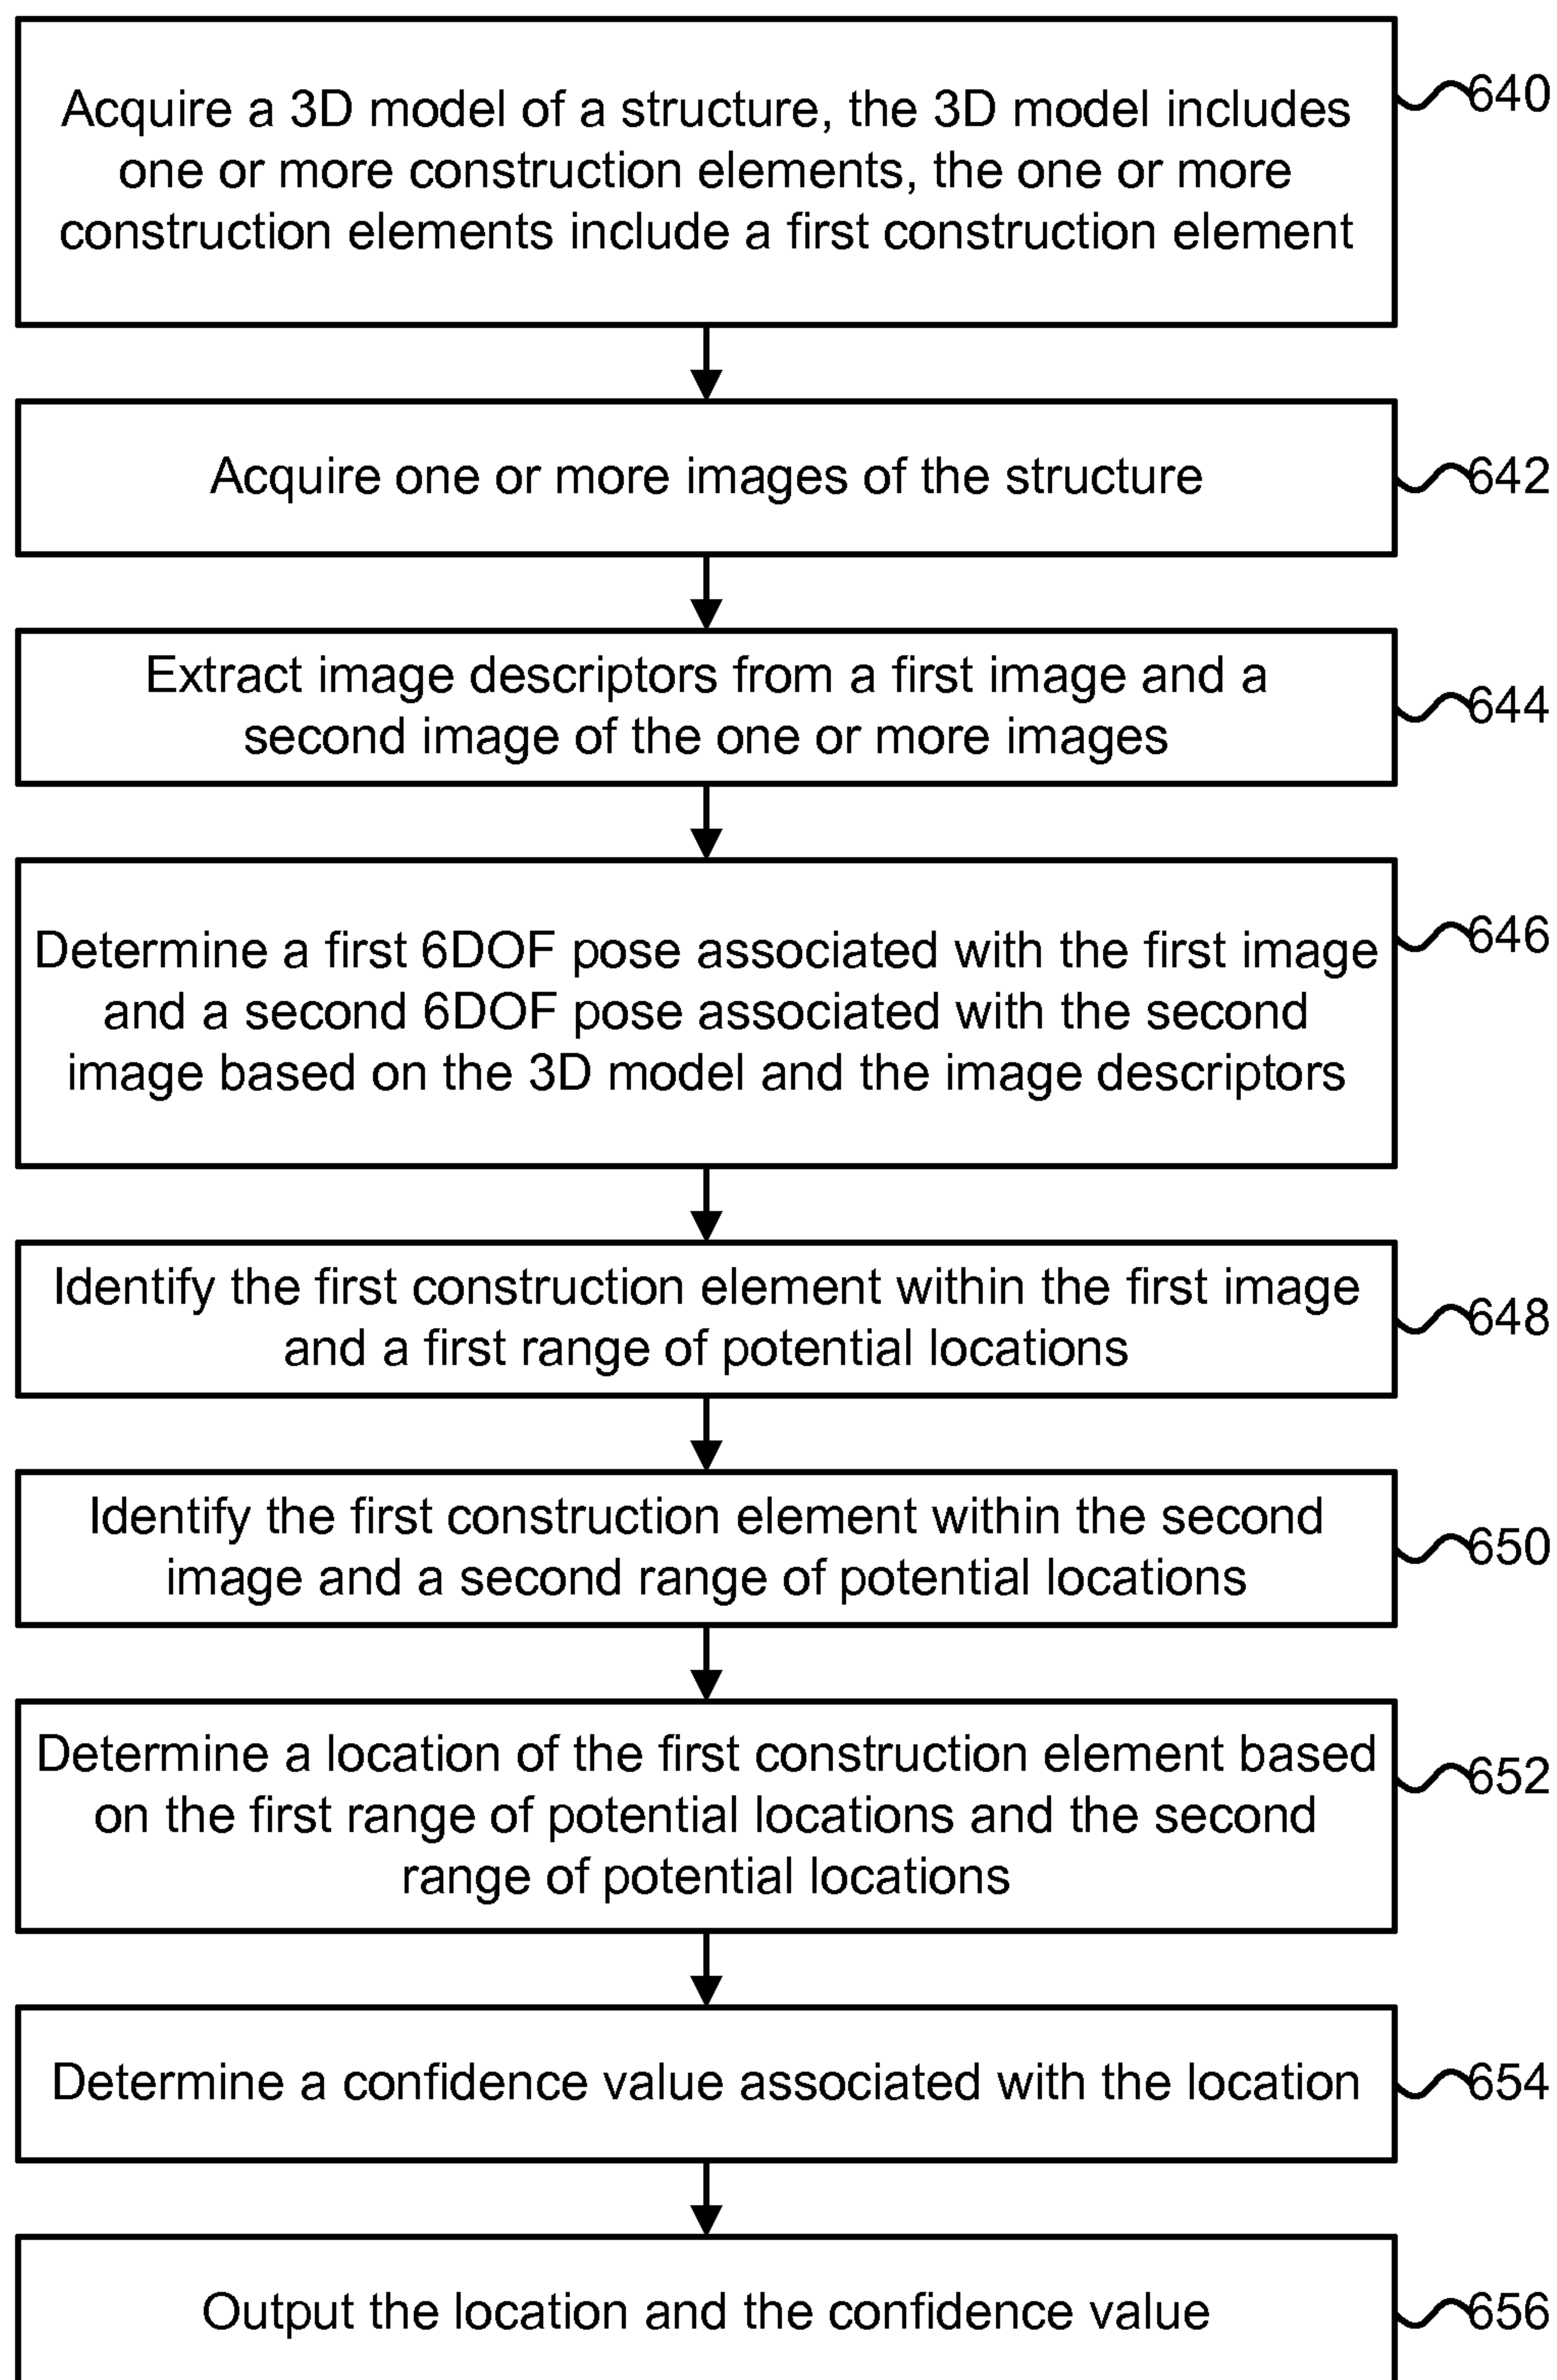 Acquire a 3D model of a structure, the 3D model includes
one or more construction elements, the one or more
construction elements include a first construction element
640
Acquire one or more images of the structure
642
Extract image descriptors from a first image and a
second image of the one or more images
644
Determine a first 6DOF pose associated with the first image
and a second 6DOF pose associated with the second
image based on the 3D model and the image descriptors
646
Identify the first construction element within the first image
and a first range of potential locations
648
Identify the first construction element within the second
image and a second range of potential locations
650
Determine a location of the first construction element based
on the first range of potential locations and the second
range of potential locations
652
Determine a confidence value associated with the location
654
Output the location and the confidence value
656